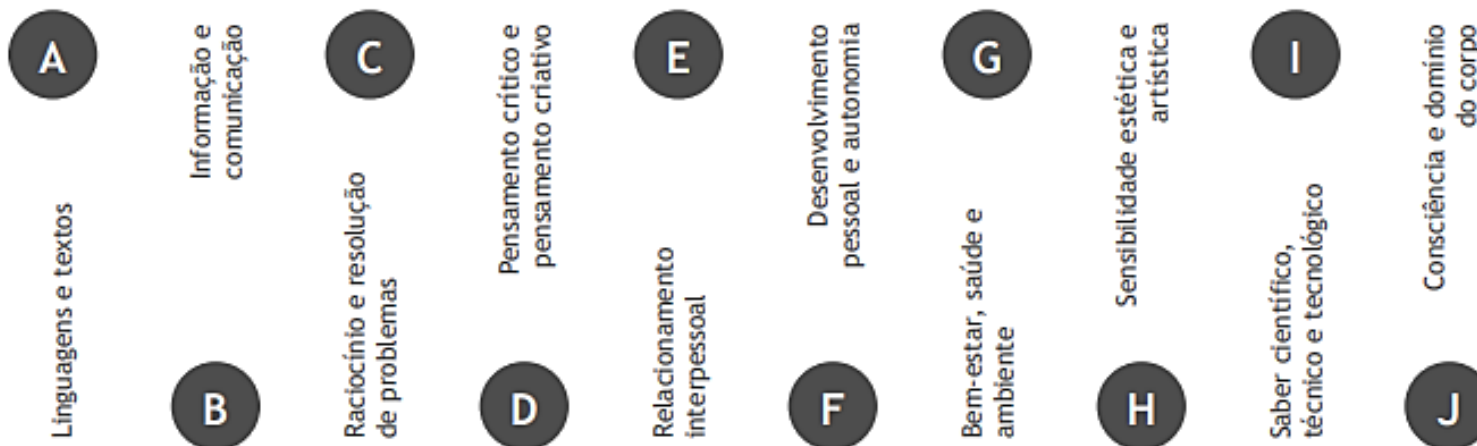 A
Linguagens e textos
B
Informação e
comunicação
C
Raciocínio e resolução
de problemas
D
Pensamento crítico e
pensamento criativo
E
Relacionamento
interpessoal
F
Desenvolvimento
pessoal e autonomia
G
Bem-estar, saúde e
ambiente
H
Sensibilidade estética e
artística
I
Saber científico,
técnico e tecnológico
J
Consciência e domínio
do corpo